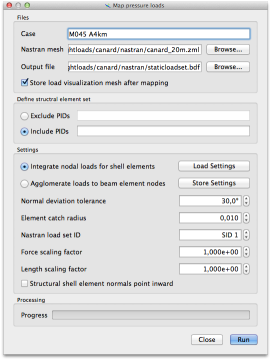 Map pressure loads
Files
Case M045 A4km
Nastran mesh htloads/canard/nastran/canard_20m.zml Browse...
Output file htloads/canard/nastran/staticloadset.bdf Browse...
Store load visualization mesh after mapping
Define structral element set
Exclude PIDs
Include PIDs
Settings
Integrate nodal loads for shell elements Load Settings
Agglomerate loads to beam element nodes Store Settings
Normal deviation tolerance 30,0°
Element catch radius 0,010
Nastran load set ID SID 1
Force scaling factor 1,000e+00
Length scaling factor 1,000e+00
Structural shell element normals point inward
Processing
Progress
Close Run